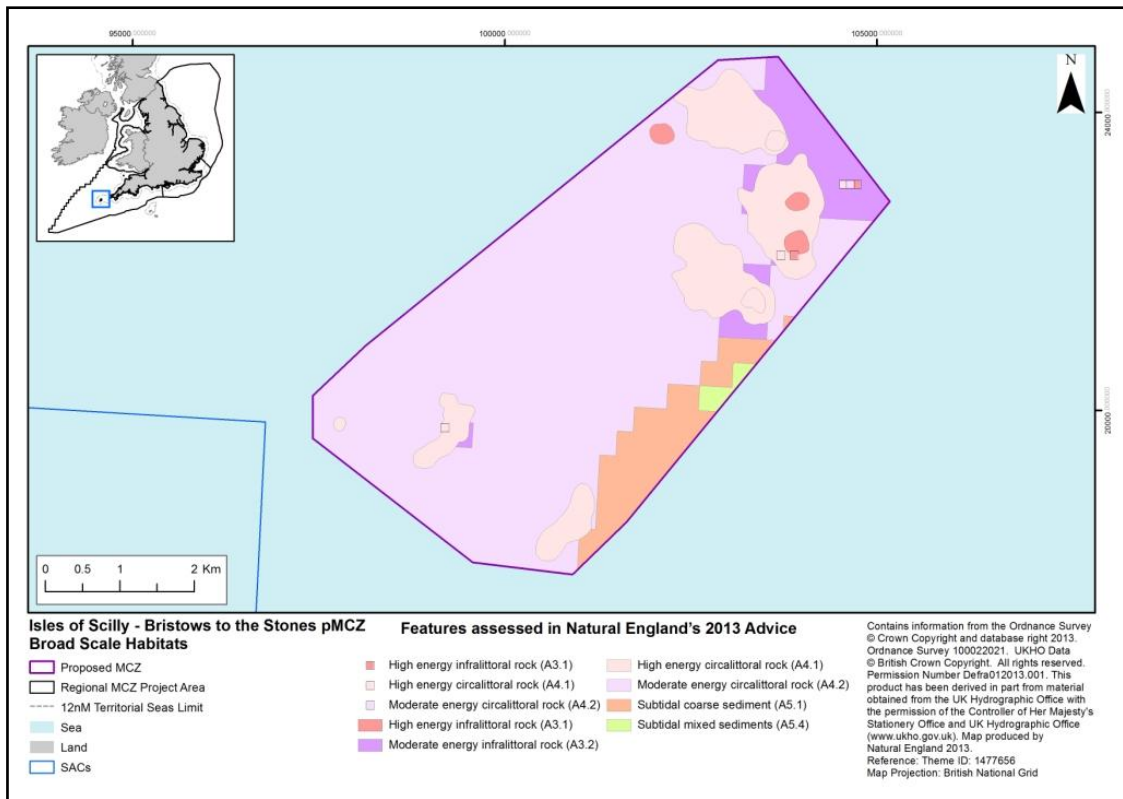 95000.000000
100000.000000
105000.000000
N
24000.000000
20000.000000
0 0.5 1 2 Km
Isles of Scilly - Bristows to the Stones pMCZ
Broad Scale Habitats
Proposed MCZ
Regional MCZ Project Area
12nM Territorial Seas Limit
Sea
Land
SACs
Features assessed in Natural England's 2013 Advice
High energy infralittoral rock (A3.1)
High energy circalittoral rock (A4.1)
Moderate energy circalittoral rock (A4.2)
High energy infralittoral rock (A3.1)
Moderate energy infralittoral rock (A3.2)
High energy circalittoral rock (A4.1)
Moderate energy circalittoral rock (A4.2)
Subtidal coarse sediment (A5.1)
Subtidal mixed sediments (A5.4)
Contains information from the Ordnance Survey
© Crown Copyright and database right 2013.
Ordnance Survey 100022021. UKHO Data
© British Crown Copyright. All rights reserved.
Permission Number Defra012013.001. This
product has been derived in part from material
obtained from the UK Hydrographic Office with
the permission of the Controller of Her Majesty's
Stationery Office and UK Hydrographic Office
(www.ukho.gov.uk). Map produced by
Natural England 2013.
Reference: Theme ID: 1477656
Map Projection: British National Grid